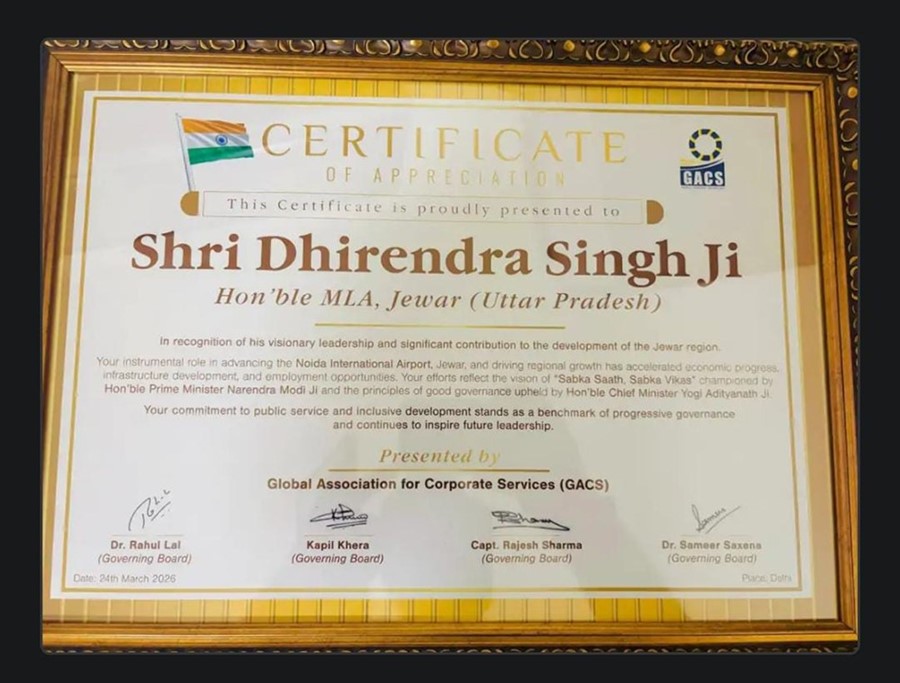 CERTIFICATE
OF APPRECIATION
GACS
This Certificate is proudly presented to
Shri Dhirendra Singh Ji
Hon'ble MLA, Jewar (Uttar Pradesh)
In recognition of his visionary leadership and significant contribution to the development of the Jewar region.
Your instrumental role in advancing the Noida International Airport, Jewar, and driving regional growth has accelerated economic progress,
infrastructure development, and employment opportunities. Your efforts reflect the vision of "Sabka Saath, Sabka Vikas" championed by
Hon'ble Prime Minister Narendra Modi Ji and the principles of good governance upheld by Hon'ble Chief Minister Yogi Adityanath Ji.
Your commitment to public service and inclusive development stands as a benchmark of progressive governance
and continues to inspire future leadership.
Presented by
Global Association for Corporate Services (GACS)
Dr. Rahul Lal
(Governing Board)
Kapil Khera
(Governing Board)
Capt. Rajesh Sharma
(Governing Board)
Dr. Sameer Saxena
(Governing Board)
Date: 24th March 2026
Place: Delhi